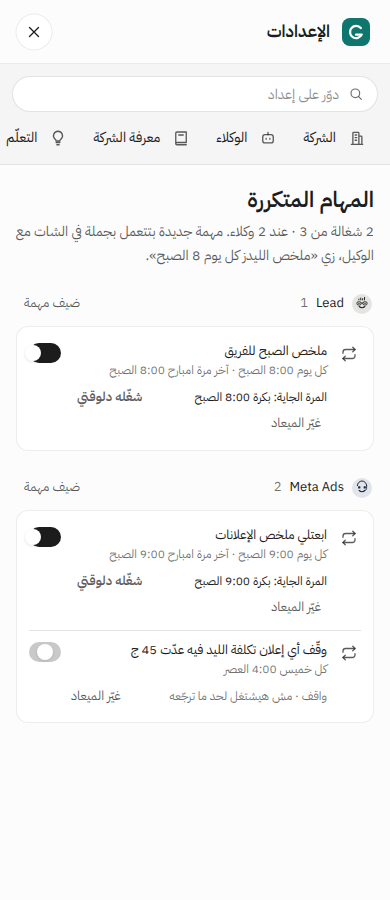 الإعدادات
دوّر على إعداد
الشركة
الوكلاء
معرفة الشركة
التعلّم
المهام المتكررة
2 شغالة من 3 · عند 2 وكلاء. مهمة جديدة بتتعمل بجملة في الشات مع
الوكيل، زي «ملخص الليدز كل يوم 8 الصبح».
Lead 1
ضيف مهمة
ملخص الصبح للفريق
كل يوم 8:00 الصبح · آخر مرة امبارح 8:00 الصبح
المرة الجاية: بكرة 8:00 الصبح
شغّله دلوقتي
غيّر الميعاد
Meta Ads 2
ضيف مهمة
ابعتلي ملخص الإعلانات
كل يوم 9:00 الصبح · آخر مرة امبارح 9:00 الصبح
المرة الجاية: بكرة 9:00 الصبح
شغّله دلوقتي
غيّر الميعاد
وقّف أي إعلان تكلفة الليد فيه عدّت 45 ج
كل خميس 4:00 العصر
واقف · مش هيشتغل لحد ما ترجّعه
غيّر الميعاد